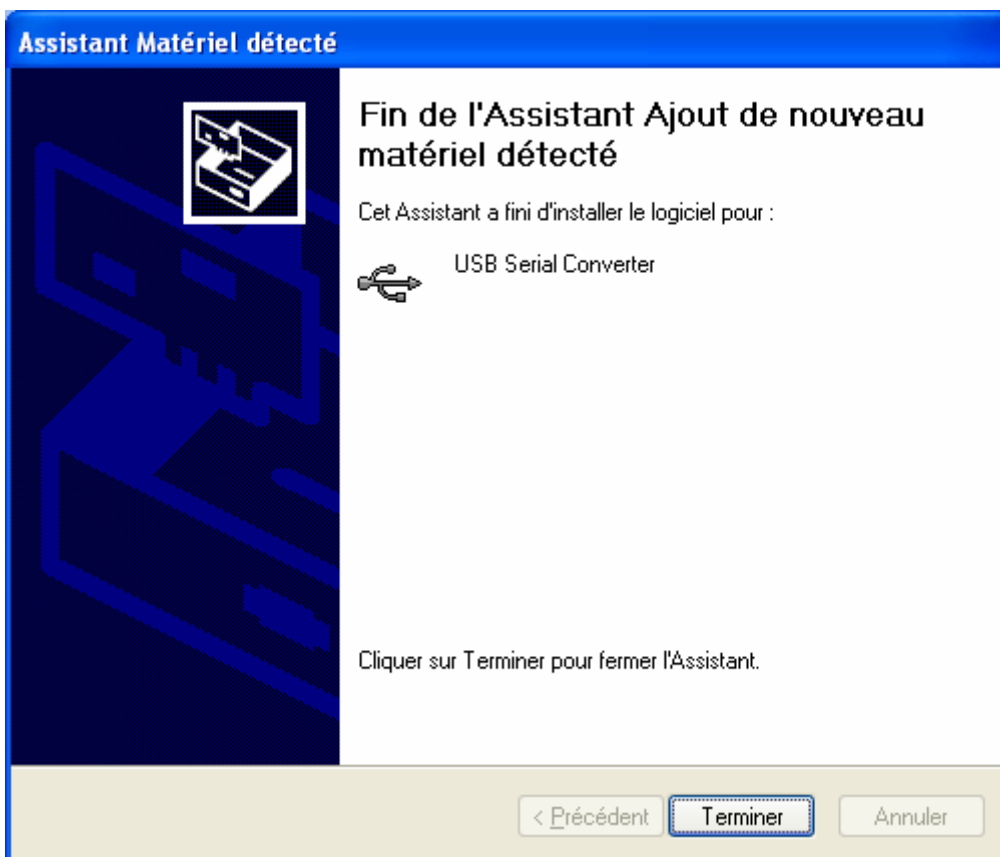 Assistant Matériel détecté
Fin de l'Assistant Ajout de nouveau
matériel détecté
Cet Assistant a fini d'installer le logiciel pour :
USB Serial Converter
Cliquer sur Terminer pour fermer l'Assistant.
< Précédent
Terminer
Annuler